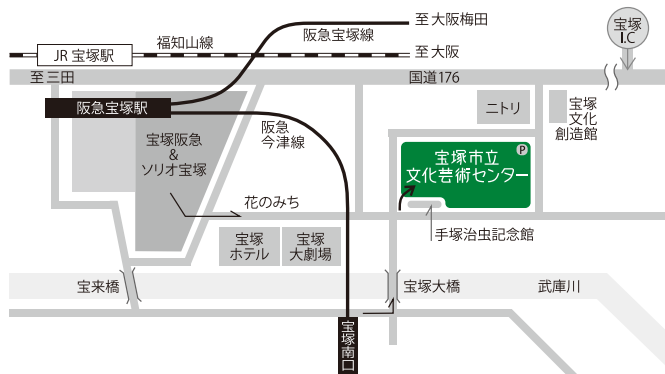 至大阪梅田
阪急宝塚線
宝塚
I.C
福知山線
JR 宝塚駅
至大阪
至三田
国道176
阪急宝塚駅
ニトリ
宝塚
文化
創造館
宝塚阪急
&
ソリオ宝塚
阪急
今津線
P
宝塚市立
文化芸術センター
花のみち
手塚治虫記念館
宝塚
ホテル
宝塚
大劇場
宝来橋
宝塚大橋
武庫川
宝塚南口